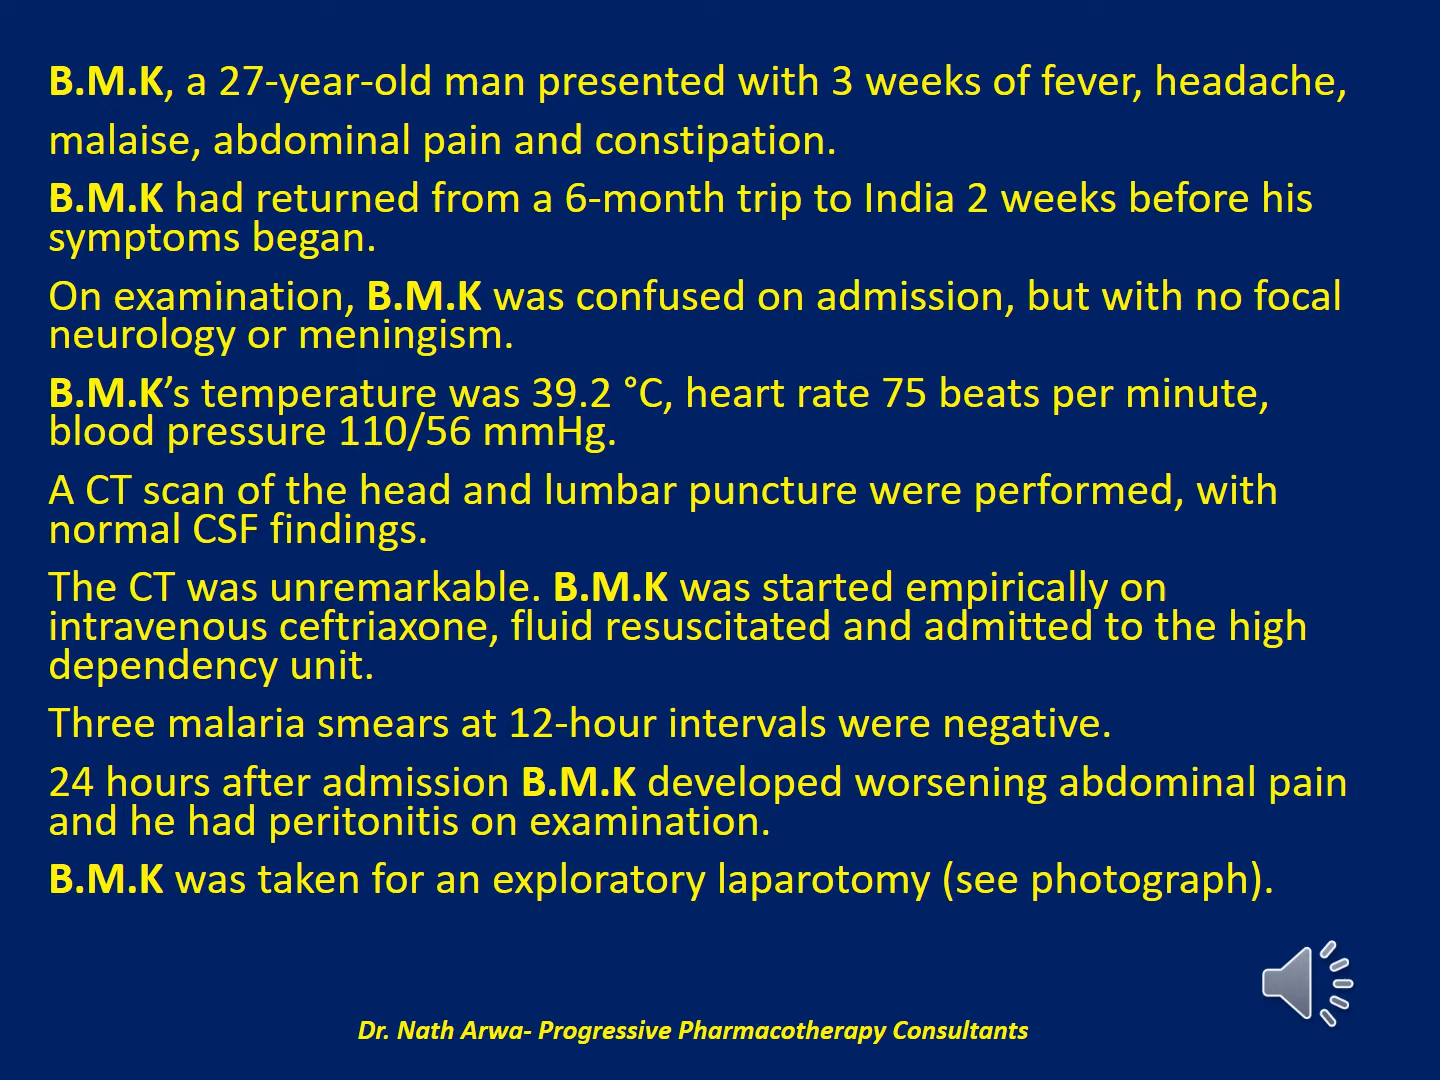 B.M.K, a 27-year-old man presented with 3 weeks of fever, headache,
malaise, abdominal pain and constipation.
B.M.K had returned from a 6-month trip to India 2 weeks before his
symptoms began.
On examination, B.M.K was confused on admission, but with no focal
neurology or meningism.
B.M.K’s temperature was 39.2 °C, heart rate 75 beats per minute,
blood pressure 110/56 mmHg.
A CT scan of the head and lumbar puncture were performed, with
normal CSF findings.
The CT was unremarkable. B.M.K was started empirically on
intravenous ceftriaxone, fluid resuscitated and admitted to the high
dependency unit.
Three malaria smears at 12-hour intervals were negative.
24 hours after admission B.M.K developed worsening abdominal pain
and he had peritonitis on examination.
B.M.K was taken for an exploratory laparotomy (see photograph).
Dr. Nath Arwa- Progressive Pharmacotherapy Consultants